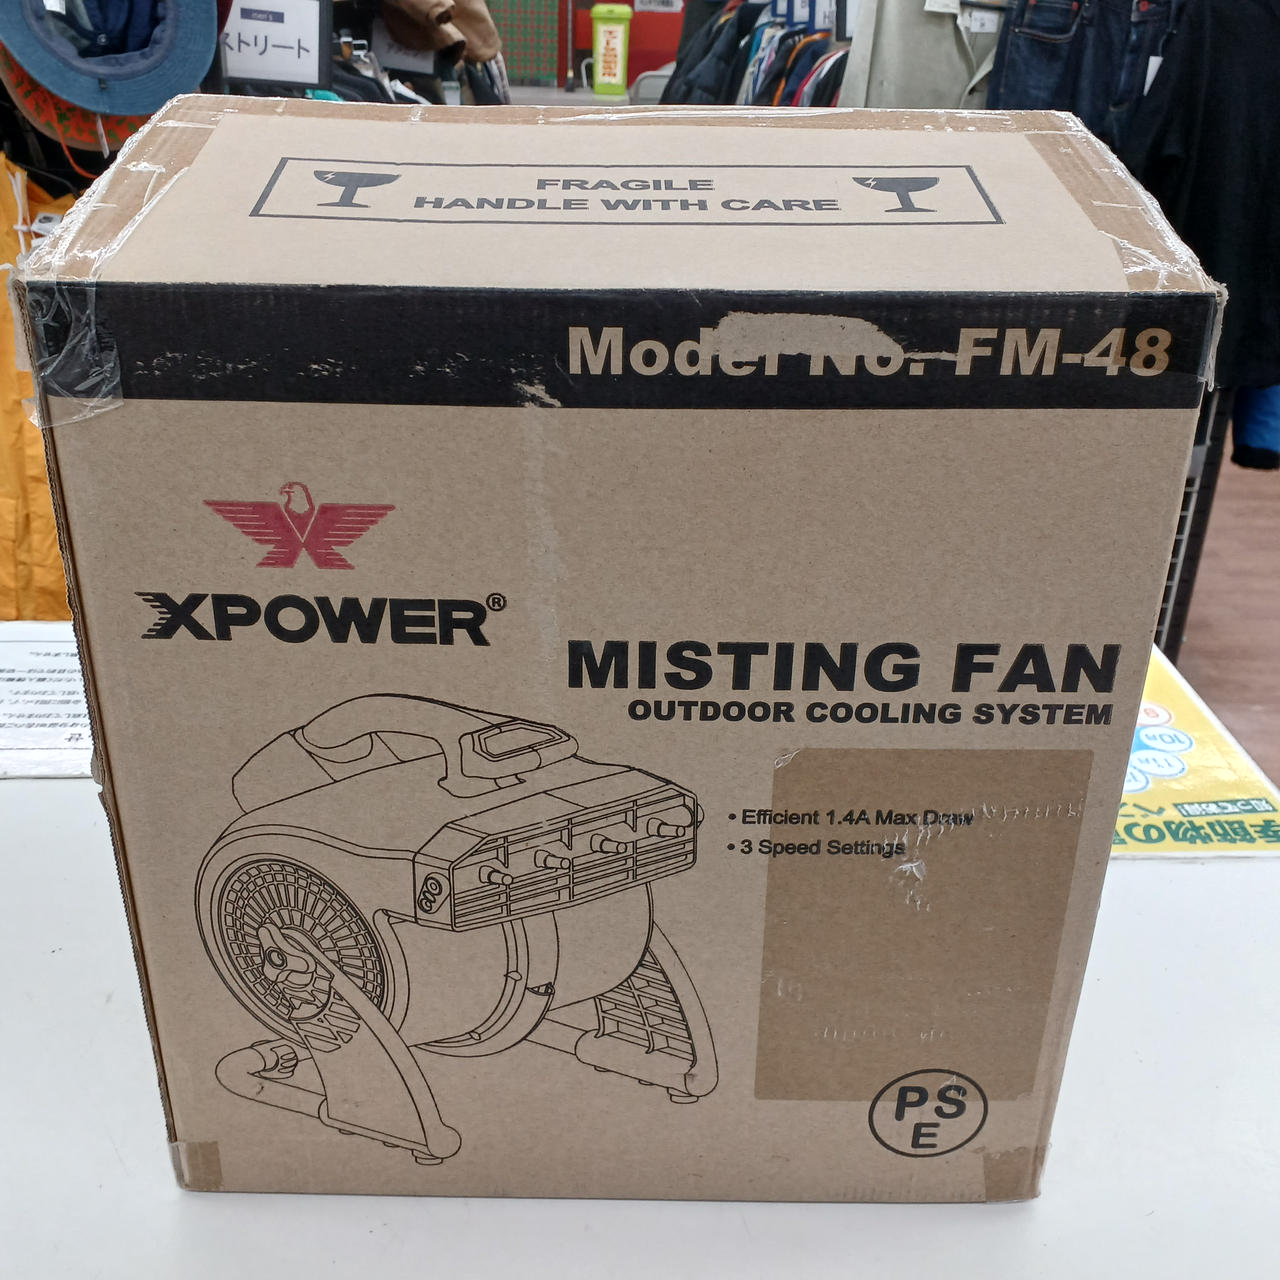 men's
ストリート
FRAGILE
HANDLE WITH CARE
Model No. FM-48
XPOWER®
MISTING FAN
OUTDOOR COOLING SYSTEM
• Efficient 1.4A Max Draw
• 3 Speed Settings
PS
E